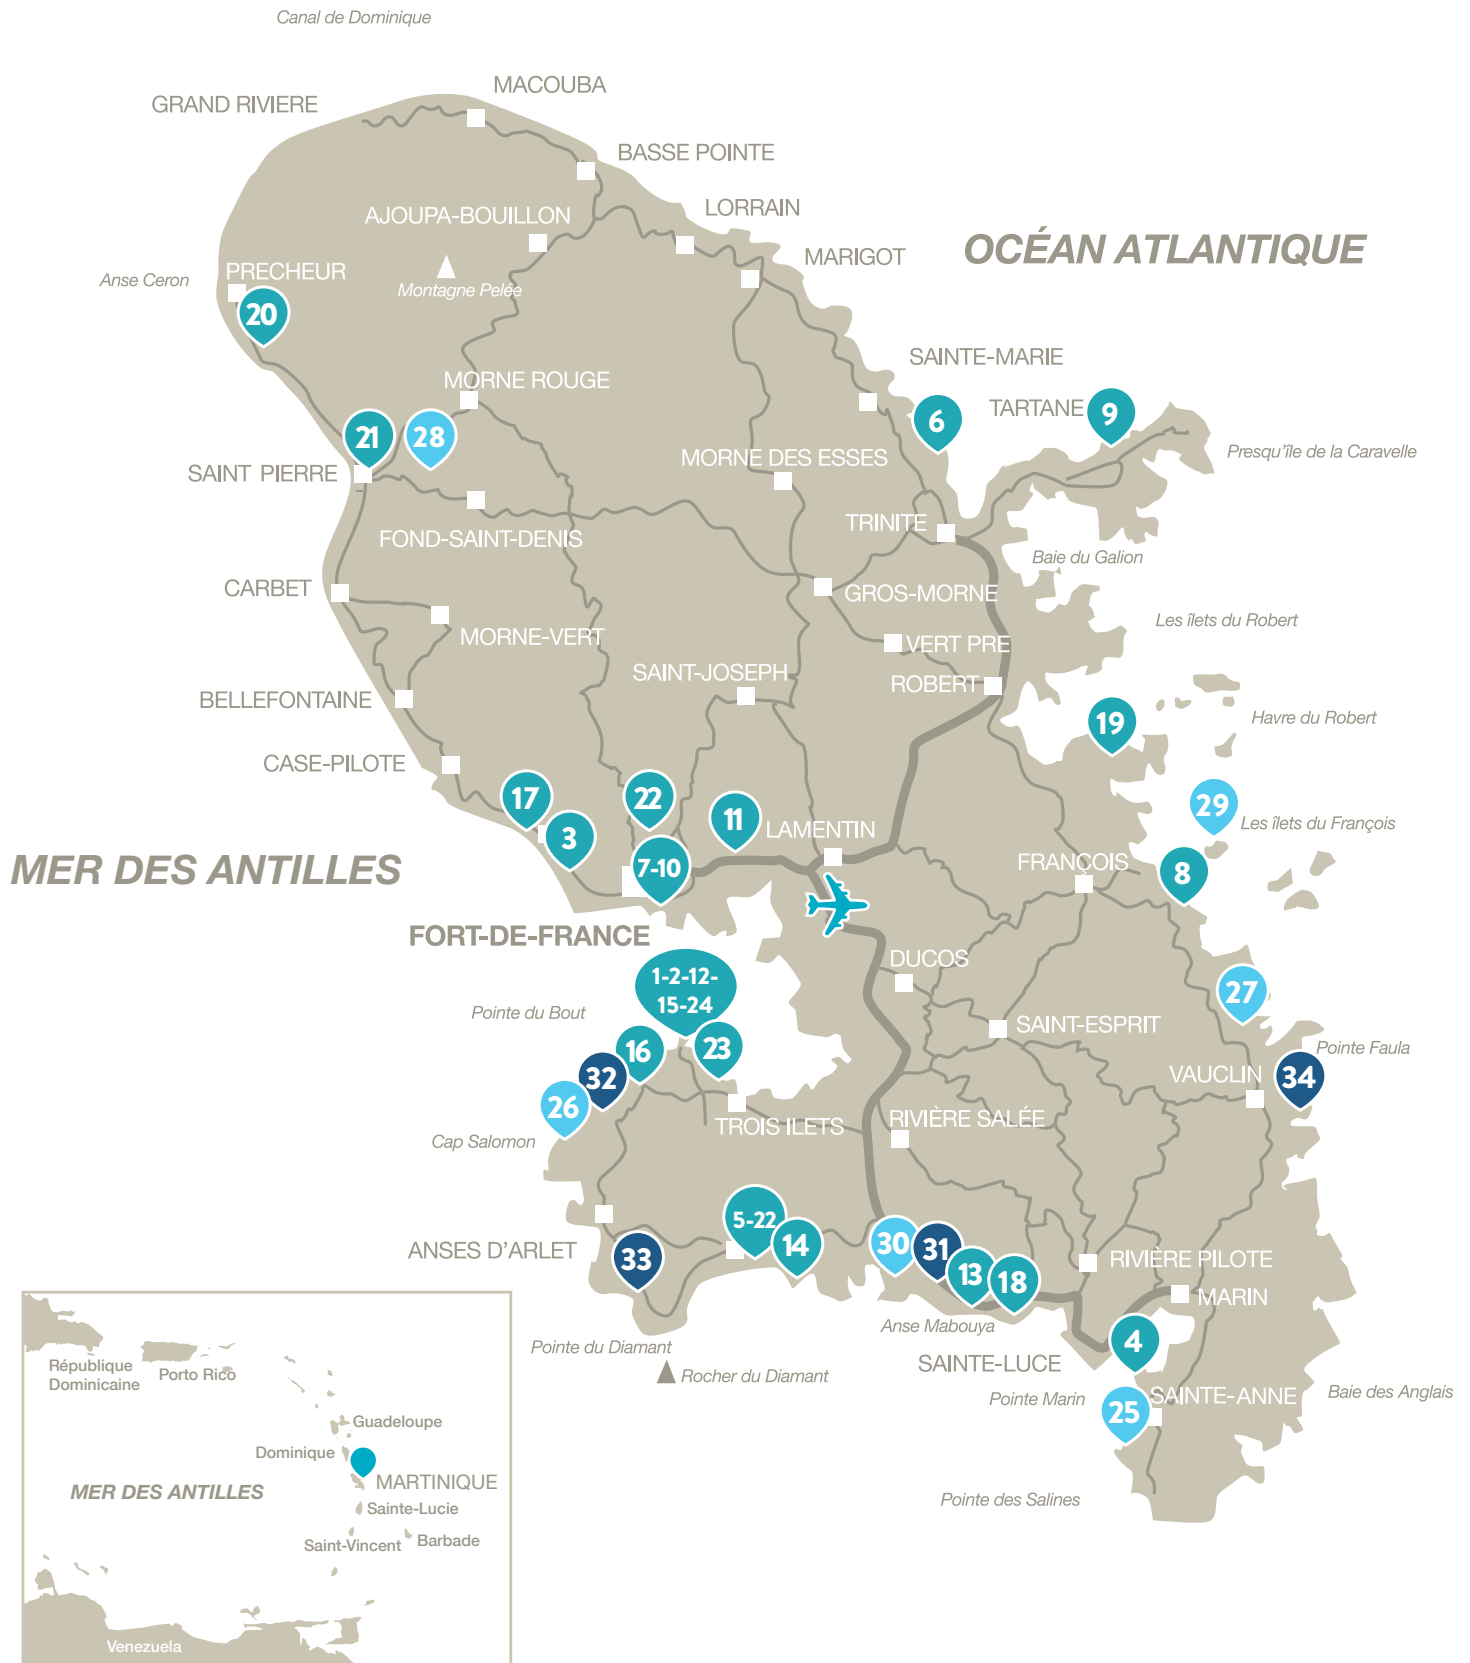 Canal de Dominique
MACOUBA
GRAND RIVIERE
BASSE POINTE
AJOUPA-BOUILLON
LORRAIN
OCÉAN ATLANTIQUE
MARIGOT
Anse Ceron
PRECHEUR
Montagne Pelée
20
SAINTE-MARIE
MORNE ROUGE
TARTANE
9
6
21
28
Presqu'île de la Caravelle
MORNE DES ESSES
SAINT PIERRE
TRINITE
FOND-SAINT-DENIS
Baie du Galion
CARBET
GROS-MORNE
Les îlets du Robert
MORNE-VERT
VERT PRE
SAINT-JOSEPH
ROBERT
BELLEFONTAINE
Havre du Robert
19
CASE-PILOTE
17
22
29
11
Les îlets du François
LAMENTIN
3
MER DES ANTILLES
7-10
FRANÇOIS
8
FORT-DE-FRANCE
DUCOS
1-2-12-
15-24
27
Pointe du Bout
SAINT-ESPRIT
16
23
Pointe Faula
32
VAUCLIN
34
26
TROIS ILETS
RIVIÈRE SALÉE
Cap Salomon
5-22
ANSES D'ARLET
33
14
30
31
13
18
RIVIÈRE PILOTE
MARIN
Anse Mabouya
Pointe du Diamant
4
SAINTE-LUCE
Rocher du Diamant
Pointe Marin
SAINTE-ANNE
Baie des Anglais
25
Pointe des Salines
République
Dominicaine
Porto Rico
Guadeloupe
Dominique
MARTINIQUE
MER DES ANTILLES
Sainte-Lucie
Saint-Vincent
Barbade
Venezuela